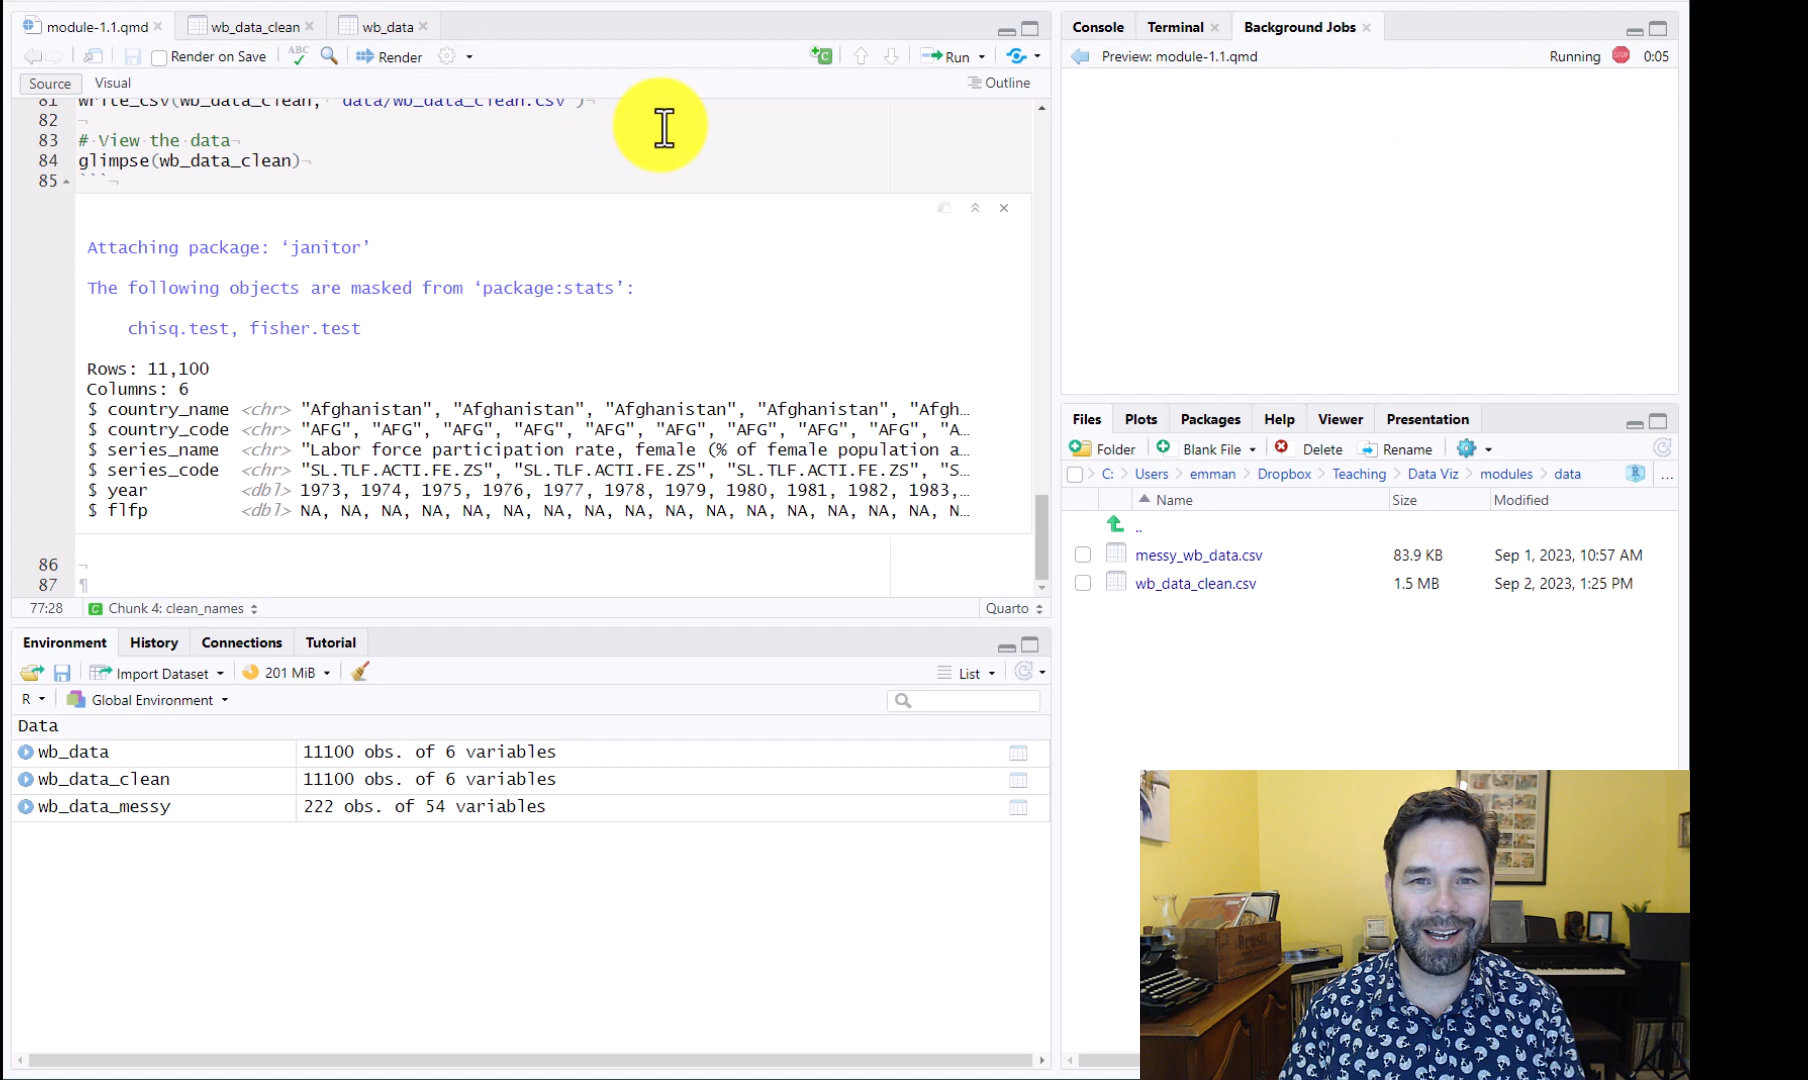 module-1.1.qmd
wb_data_clean
wb_data
Render on Save
ABC
Render
Run
Source
Visual
Outline
81 write_csv(wb_data_clean, "data/wb_data_clean.csv")
82
83 # View the data
84 glimpse(wb_data_clean)
85 ```
Attaching package: ‘janitor’
The following objects are masked from ‘package:stats’:
chisq.test, fisher.test
Rows: 11,100
Columns: 6
$ country_name <chr> "Afghanistan", "Afghanistan", "Afghanistan", "Afghanistan", "Afgh…
$ country_code <chr> "AFG", "AFG", "AFG", "AFG", "AFG", "AFG", "AFG", "AFG", "AFG", "A…
$ series_name <chr> "Labor force participation rate, female (% of female population a…
$ series_code <chr> "SL.TLF.ACTI.FE.ZS", "SL.TLF.ACTI.FE.ZS", "SL.TLF.ACTI.FE.ZS", "S…
$ year <dbl> 1973, 1974, 1975, 1976, 1977, 1978, 1979, 1980, 1981, 1982, 1983,…
$ flfp <dbl> NA, NA, NA, NA, NA, NA, NA, NA, NA, NA, NA, NA, NA, NA, NA, NA, N…
86
87
77:28
Chunk 4: clean_names
Quarto
Environment
History
Connections
Tutorial
Import Dataset
201 MiB
List
R
Global Environment
Data
wb_data 11100 obs. of 6 variables
wb_data_clean 11100 obs. of 6 variables
wb_data_messy 222 obs. of 54 variables
Console
Terminal
Background Jobs
Preview: module-1.1.qmd
Running
STOP
0:05
Files
Plots
Packages
Help
Viewer
Presentation
Folder
Blank File
Delete
Rename
C:
Users
emman
Dropbox
Teaching
Data Viz
modules
data
...
Name
Size
Modified
..
messy_wb_data.csv 83.9 KB Sep 1, 2023, 10:57 AM
wb_data_clean.csv 1.5 MB Sep 2, 2023, 1:25 PM